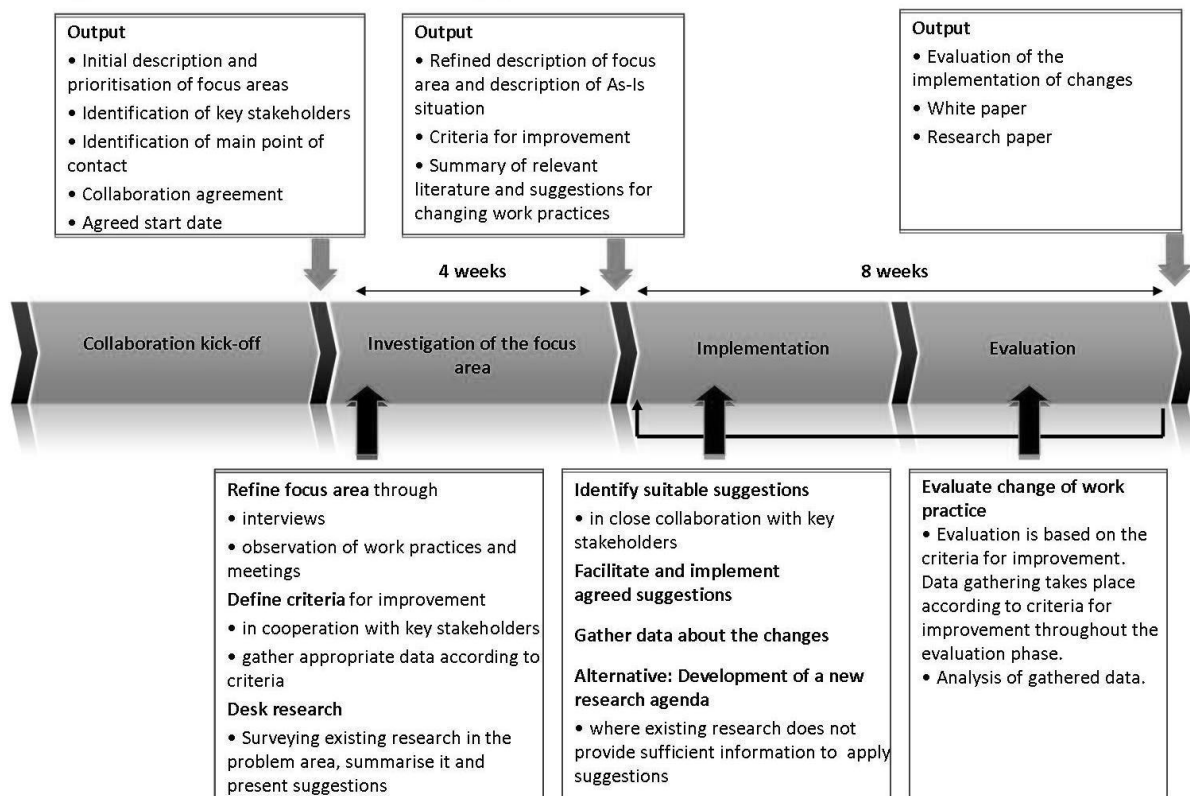 Output
• Initial description and
prioritisation of focus areas
• Identification of key stakeholders
• Identification of main point of
contact
• Collaboration agreement
• Agreed start date
Output
• Refined description of focus
area and description of As-Is
situation
• Criteria for improvement
• Summary of relevant
literature and suggestions for
changing work practices
Output
• Evaluation of the
implementation of changes
• White paper
• Research paper
4 weeks
8 weeks
Collaboration kick-off
Investigation of the focus
area
Implementation
Evaluation
Refine focus area through
• interviews
• observation of work practices and
meetings
Define criteria for improvement
• in cooperation with key stakeholders
• gather appropriate data according to
criteria
Desk research
• Surveying existing research in the
problem area, summarise it and
present suggestions
Identify suitable suggestions
• in close collaboration with key
stakeholders
Facilitate and implement
agreed suggestions
Gather data about the changes
Alternative: Development of a new
research agenda
• where existing research does not
provide sufficient information to apply
suggestions
Evaluate change of work
practice
• Evaluation is based on the
criteria for improvement.
Data gathering takes place
according to criteria for
improvement throughout the
evaluation phase.
• Analysis of gathered data.